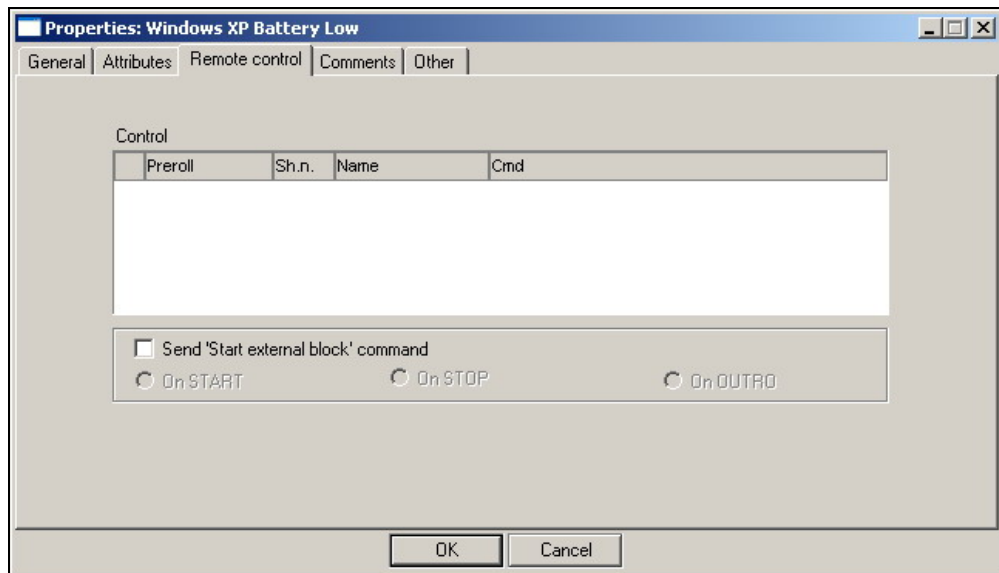 Properties: Windows XP Battery Low
General Attributes Remote control Comments Other
Control
Preroll Sh.n. Name Cmd
Send 'Start external block' command
On START On STOP On OUTRO
OK Cancel